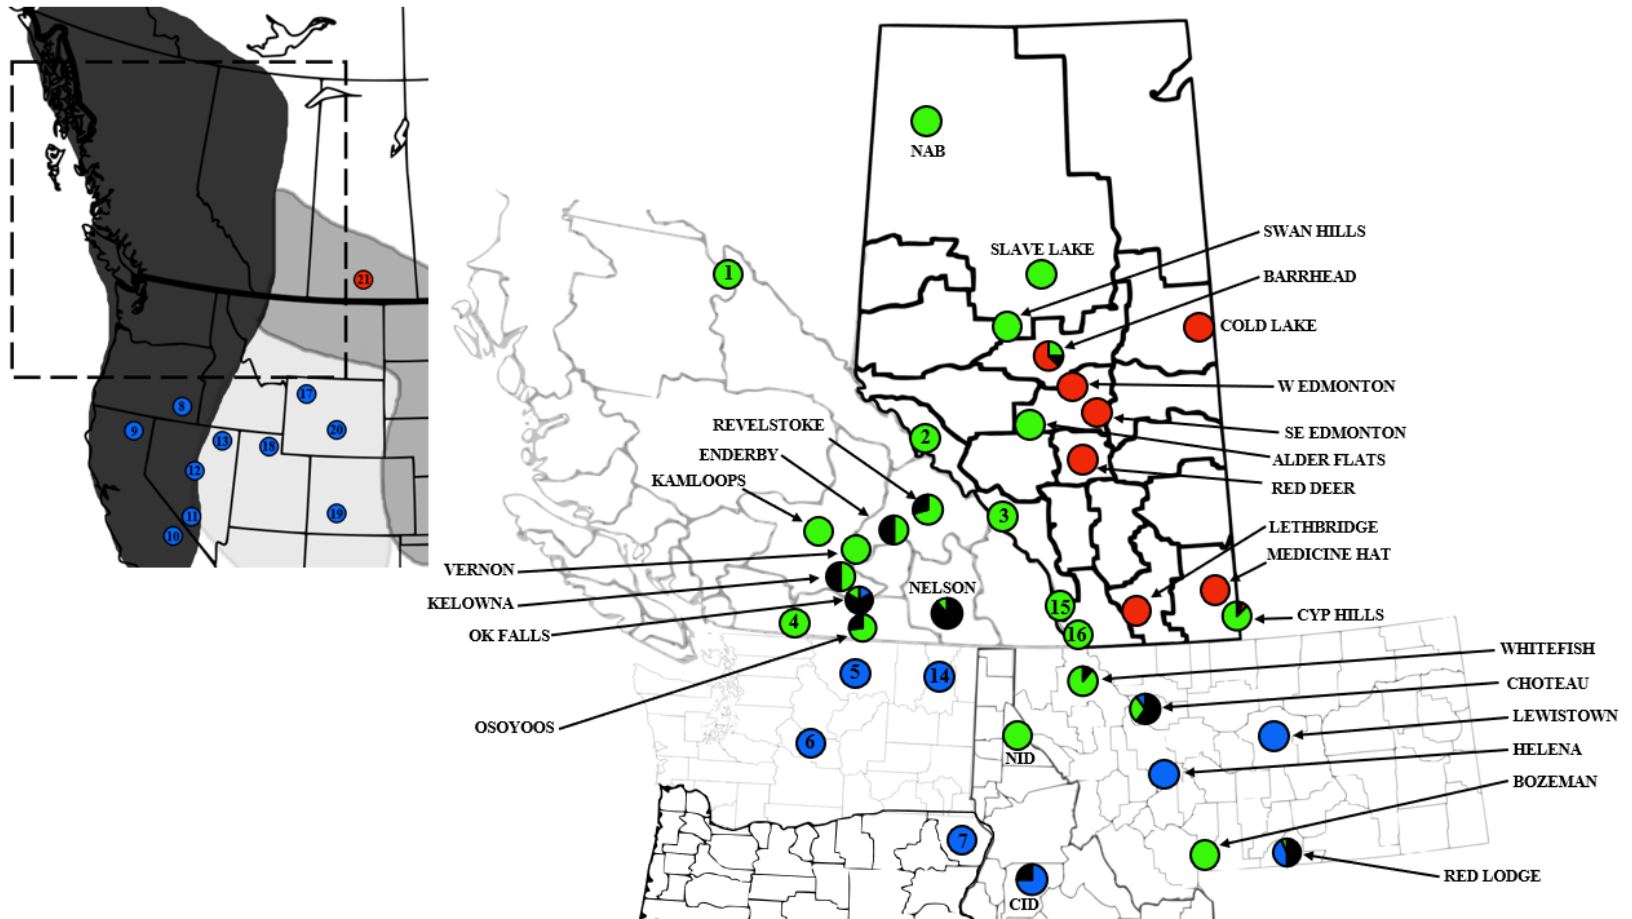 NAB
SWAN HILLS
SLAVE LAKE
BARRHEAD
1
21
COLD LAKE
W EDMONTON
17
8
REVELSTOKE
SE EDMONTON
9
20
13
18
2
ENDERBY
ALDER FLATS
KAMLOOPS
12
RED DEER
11
19
3
LETHBRIDGE
10
MEDICINE HAT
VERNON
NELSON
KELOWNA
15
CYP HILLS
4
OK FALLS
16
WHITEFISH
5
14
CHOTEAU
OSOYOOS
LEWISTOWN
6
HELENA
NID
BOZEMAN
7
RED LODGE
CID